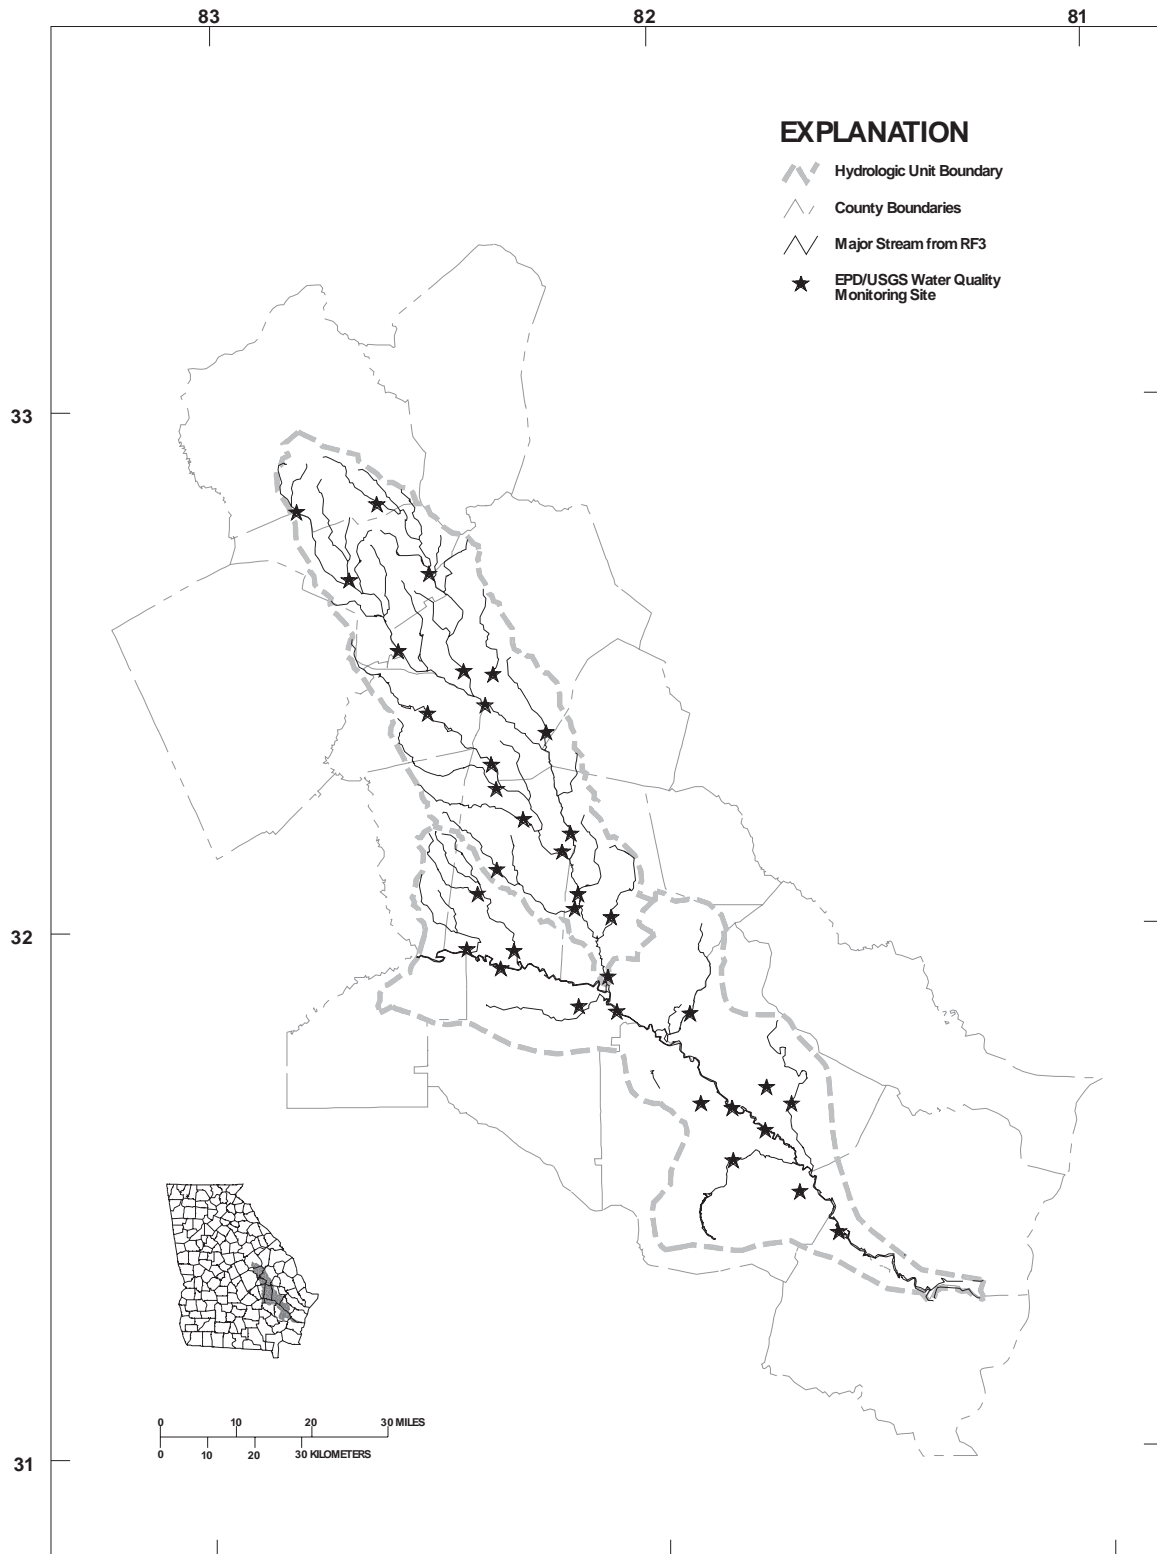 83 82 81
EXPLANATION
Hydrologic Unit Boundary
County Boundaries
Major Stream from RF3
EPD/USGS Water Quality
Monitoring Site
33
32
31
0 10 20 30 MILES
0 10 20 30 KILOMETERS